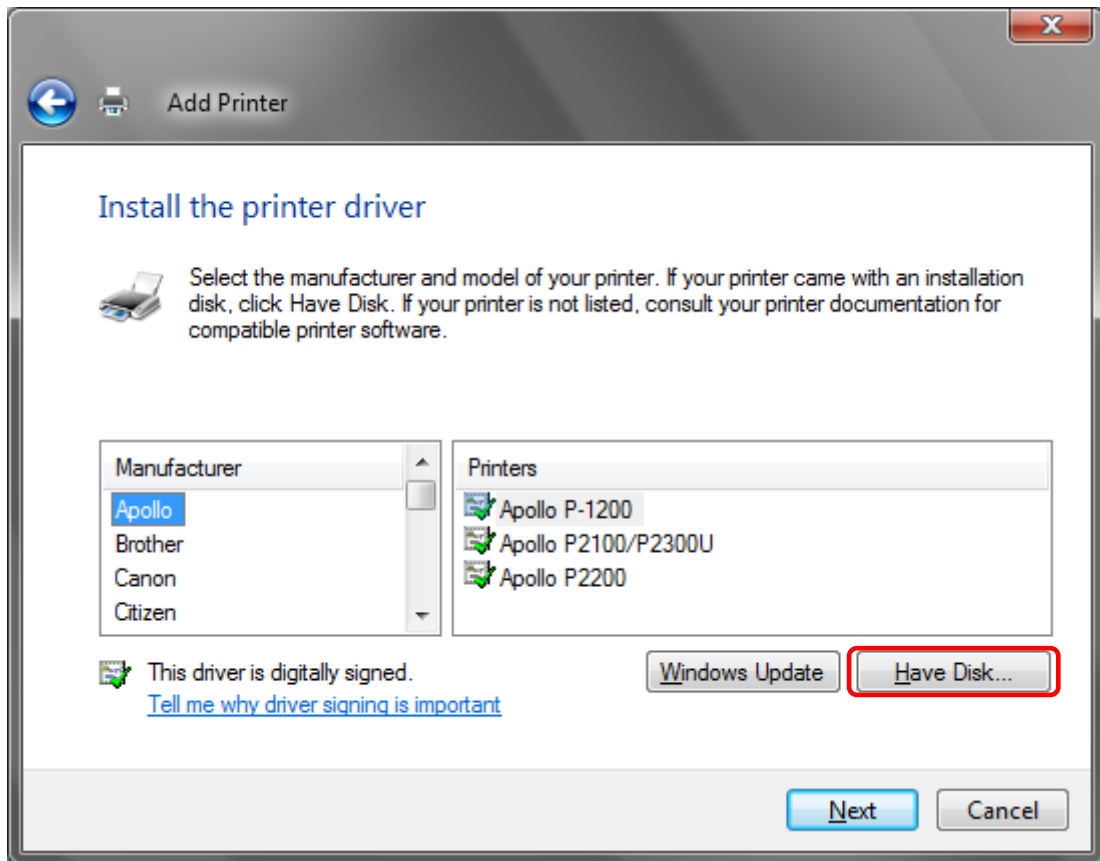 Add Printer
Install the printer driver
Select the manufacturer and model of your printer. If your printer came with an installation
disk, click Have Disk. If your printer is not listed, consult your printer documentation for
compatible printer software.
Manufacturer
Apollo
Brother
Canon
Citizen
Printers
Apollo P-1200
Apollo P2100/P2300U
Apollo P2200
This driver is digitally signed.
Tell me why driver signing is important
Windows Update
Have Disk...
Next
Cancel